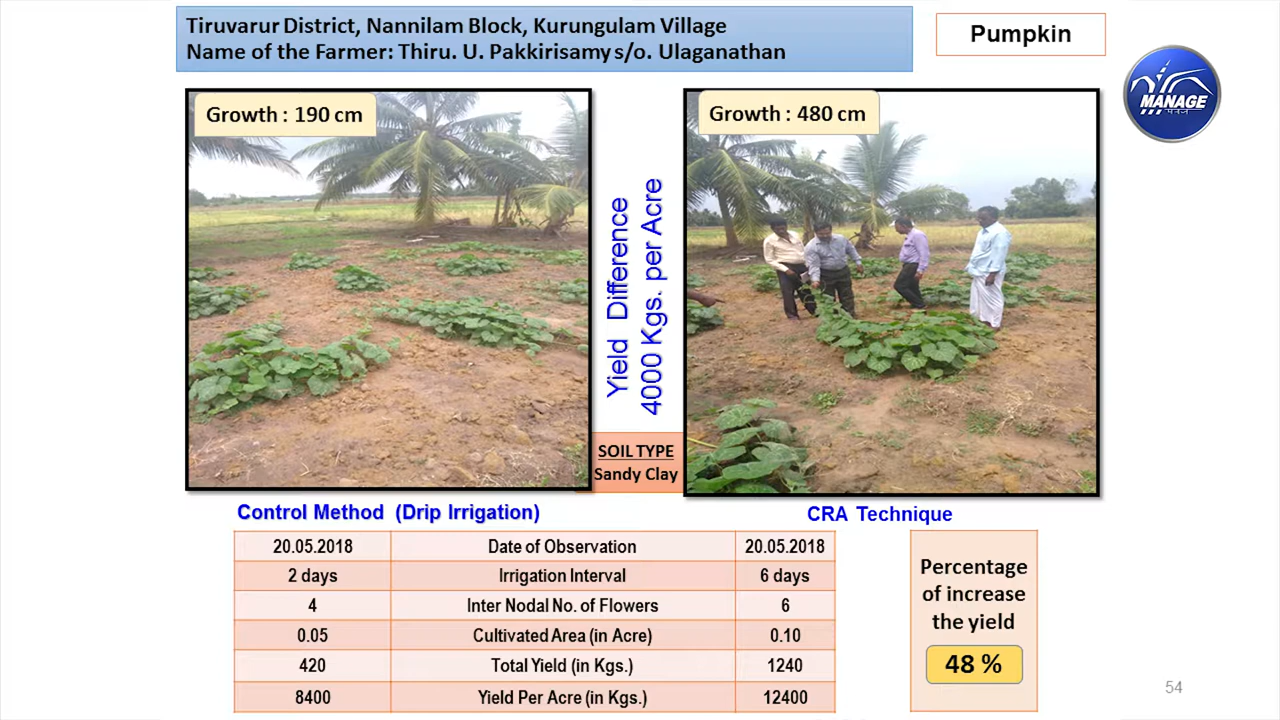 Tiruvarur District, Nannilam Block, Kurungulam Village
Name of the Farmer: Thiru. U. Pakkirisamy s/o. Ulaganathan
Pumpkin
MANAGE
मैनेज
Growth : 190 cm
Growth : 480 cm
Yield Difference
4000 Kgs. per Acre
SOIL TYPE
Sandy Clay
Control Method (Drip Irrigation)
CRA Technique
20.05.2018 Date of Observation 20.05.2018
2 days Irrigation Interval 6 days
4 Inter Nodal No. of Flowers 6
0.05 Cultivated Area (in Acre) 0.10
420 Total Yield (in Kgs.) 1240
8400 Yield Per Acre (in Kgs.) 12400
Percentage
of increase
the yield
48 %
54